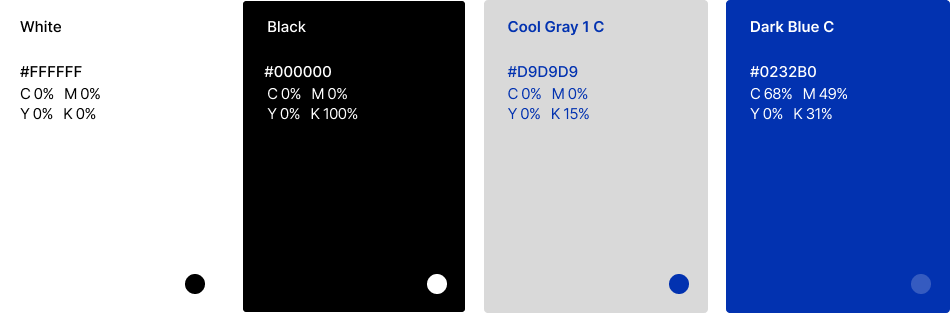 White
#FFFFFF
C 0% M 0%
Y 0% K 0%
Black
#000000
C 0% M 0%
Y 0% K 100%
Cool Gray 1 C
#D9D9D9
C 0% M 0%
Y 0% K 15%
Dark Blue C
#0232B0
C 68% M 49%
Y 0% K 31%